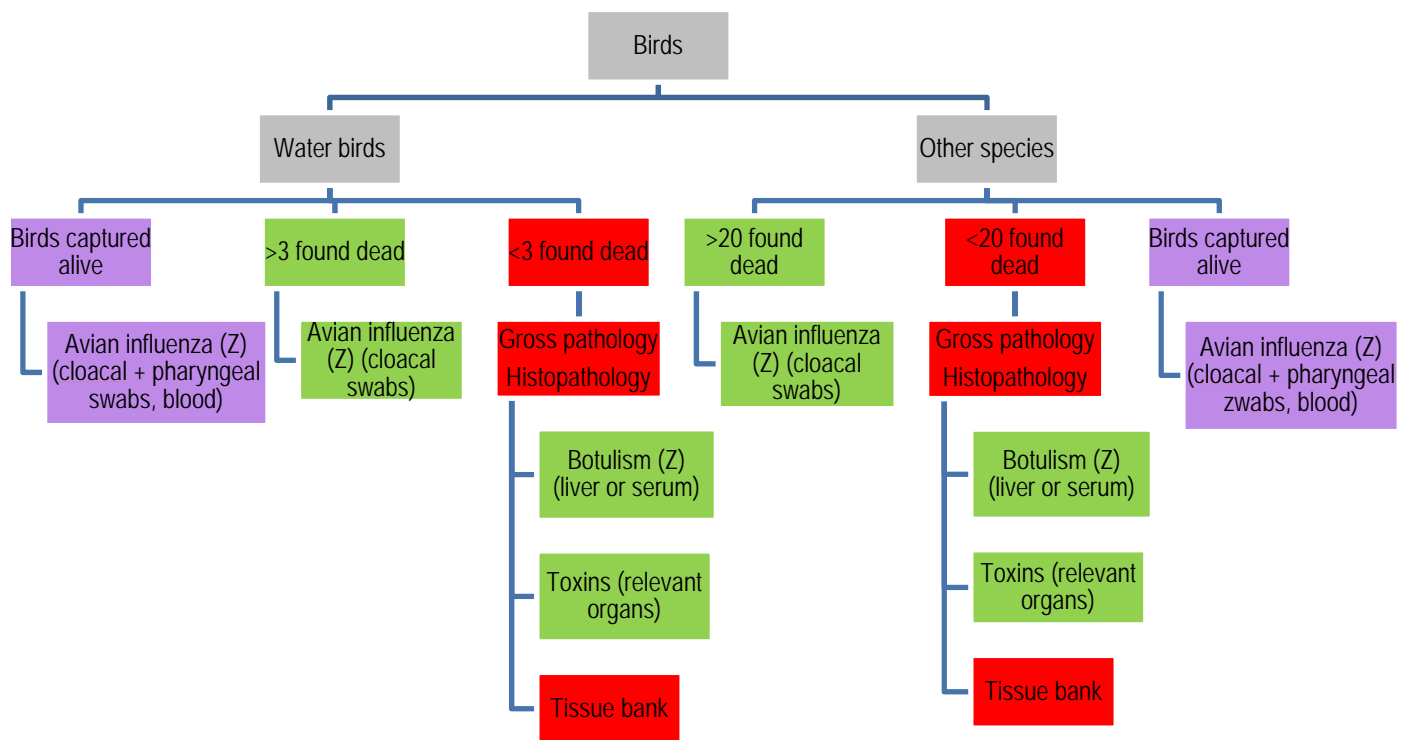 Birds
Water birds
Other species
Birds captured
alive
>3 found dead
<3 found dead
>20 found
dead
<20 found
dead
Birds captured
alive
Avian influenza (Z)
(cloacal + pharyngeal
swabs, blood)
Avian influenza
(Z) (cloacal
swabs)
Gross pathology
Histopathology
Avian influenza
(Z) (cloacal
swabs)
Gross pathology
Histopathology
Avian influenza (Z)
(cloacal + pharyngeal
zwabs, blood)
Botulism (Z)
(liver or serum)
Botulism (Z)
(liver or serum)
Toxins (relevant
organs)
Toxins (relevant
organs)
Tissue bank
Tissue bank